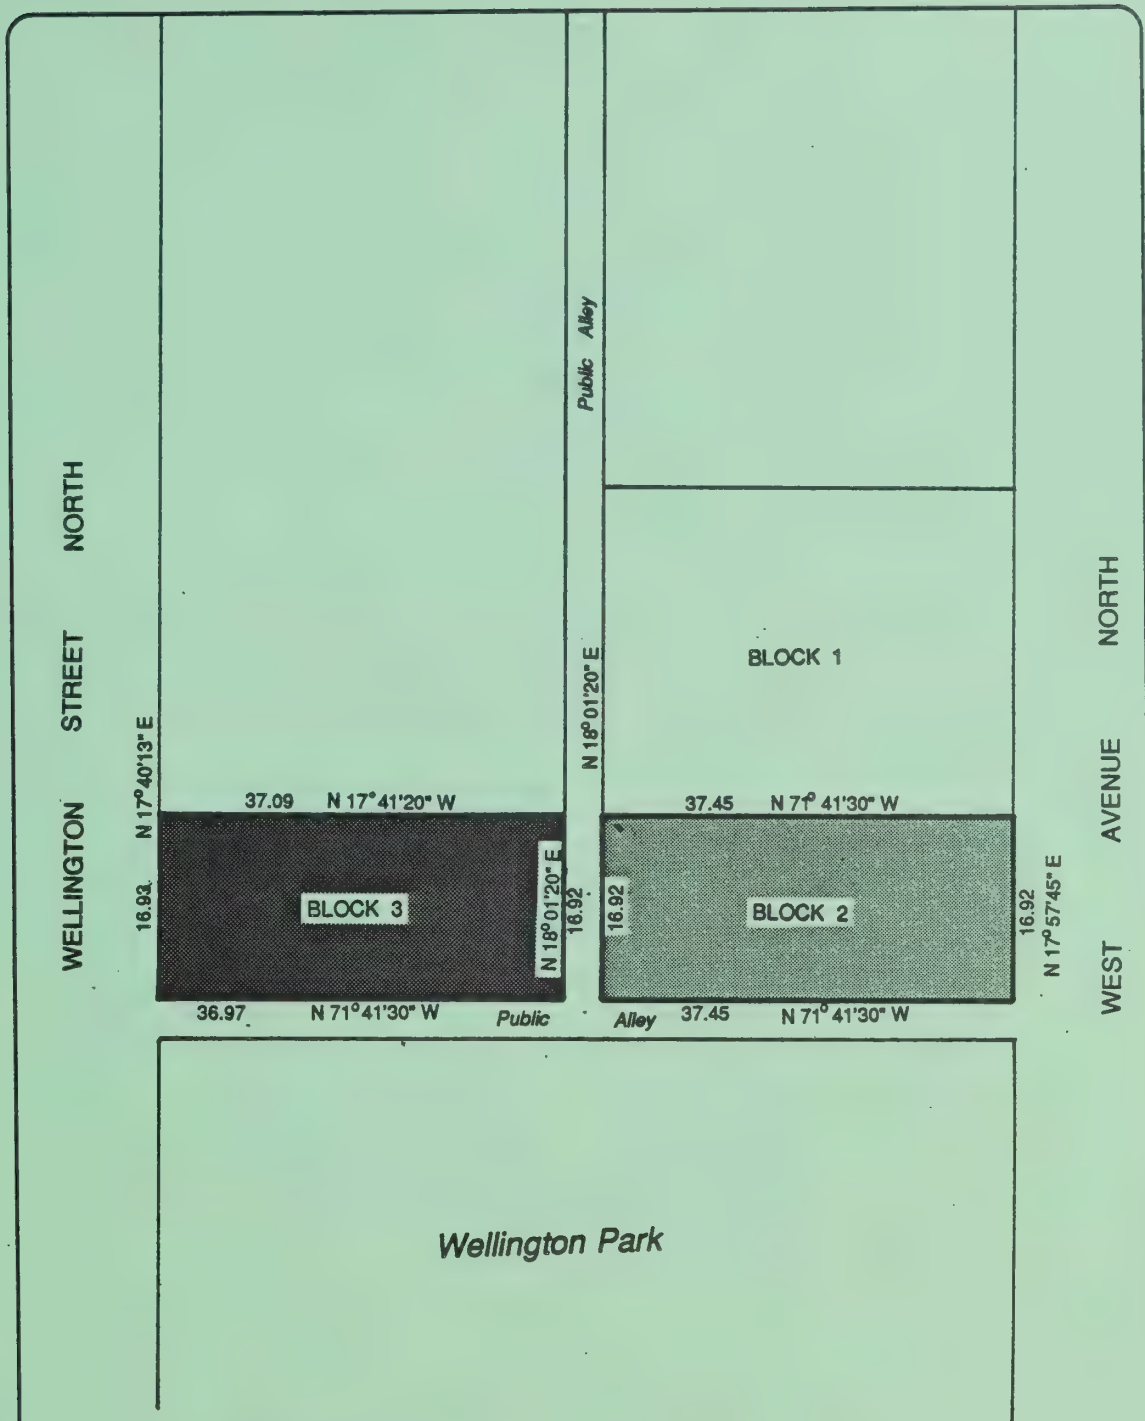 WELLINGTON STREET NORTH
Public Alley
WEST AVENUE NORTH
BLOCK 1
N 18° 01'20" E
N 17° 40'13" E
37.09 N 17° 41'20" W
37.45 N 71° 41'30" W
16.93
BLOCK 3
N 18° 01'20" E
16.92
16.92
BLOCK 2
16.92
N 17° 57'45" E
36.97 N 71° 41'30" W
Public Alley
37.45 N 71° 41'30" W
Wellington Park